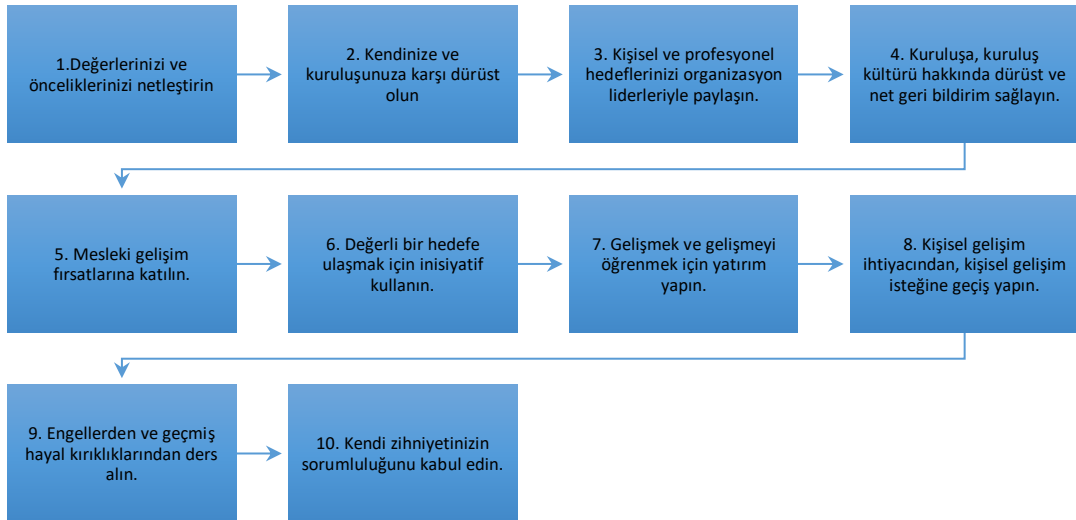 1.Değerlerinizi ve
önceliklerinizi netleştirin
2. Kendinize ve
kuruluşunuza karşı dürüst
olun
3. Kişisel ve profesyonel
hedeflerinizi organizasyon
liderleriyle paylaşın.
4. Kuruluşa, kuruluş
kültürü hakkında dürüst ve
net geri bildirim sağlayın.
5. Mesleki gelişim
fırsatlarına katılın.
6. Değerli bir hedefe
ulaşmak için inisiyatif
kullanın.
7. Gelişmek ve gelişmeyi
öğrenmek için yatırım
yapın.
8. Kişisel gelişim
ihtiyacından, kişisel gelişim
isteğine geçiş yapın.
9. Engellerden ve geçmiş
hayal kırıklıklarından ders
alın.
10. Kendi zihniyetinizin
sorumluluğunu kabul edin.